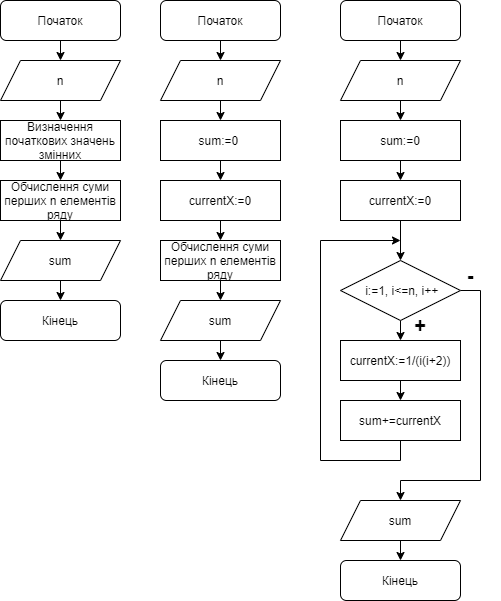 Початок
n
Визначення
початкових значень
змінних
Обчислення суми
перших n елементів
ряду
sum
Кінець
Початок
n
sum:=0
currentX:=0
Обчислення суми
перших n елементів
ряду
sum
Кінець
Початок
n
sum:=0
currentX:=0
i:=1, i<=n, i++
-
+
currentX:=1/(i(i+2))
sum+=currentX
sum
Кінець